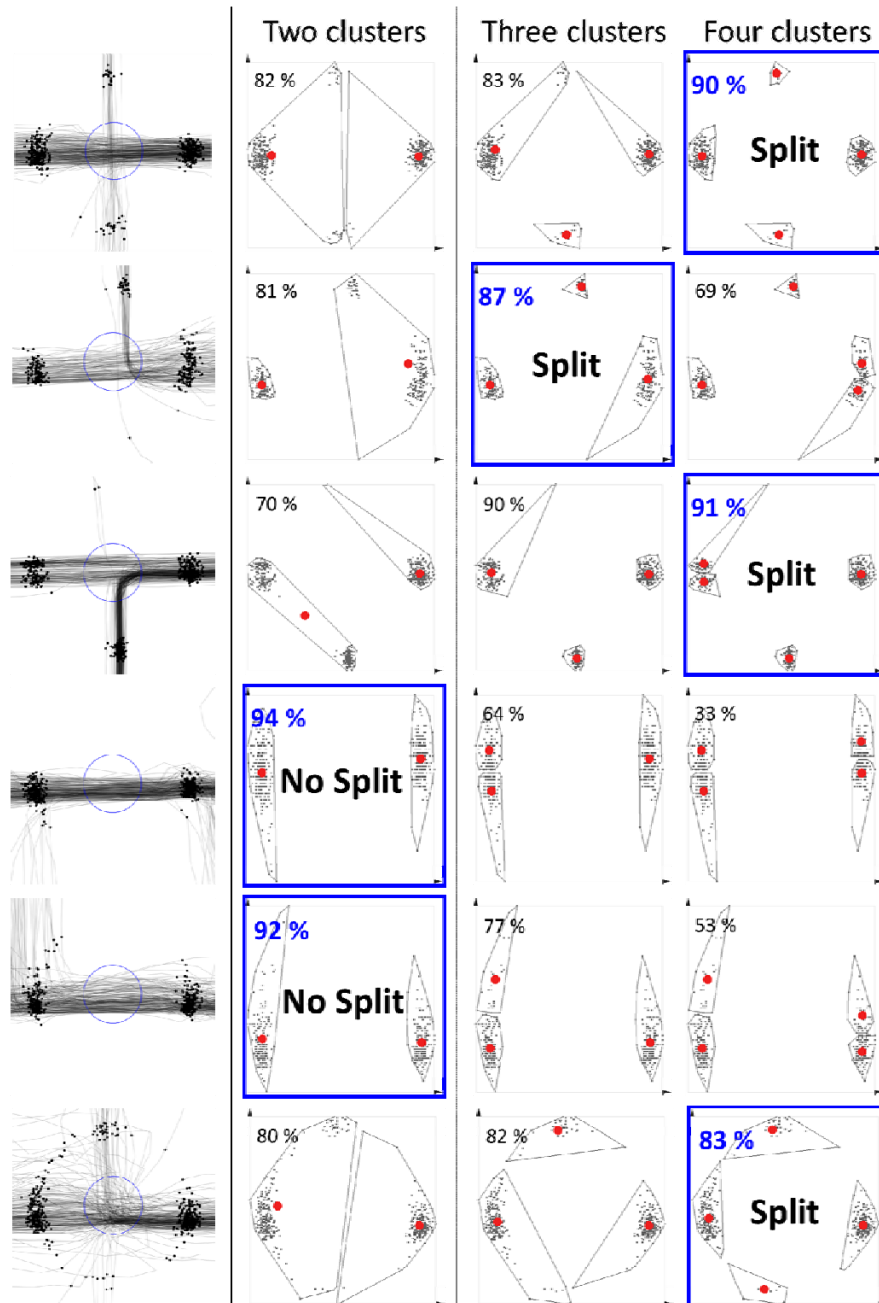 Two clusters Three clusters Four clusters
82 % 83 % 90 %
Split
81 % 87 % 69 %
Split
70 % 90 % 91 %
Split
94 % 64 % 33 %
No Split
92 % 77 % 53 %
No Split
80 % 82 % 83 %
Split